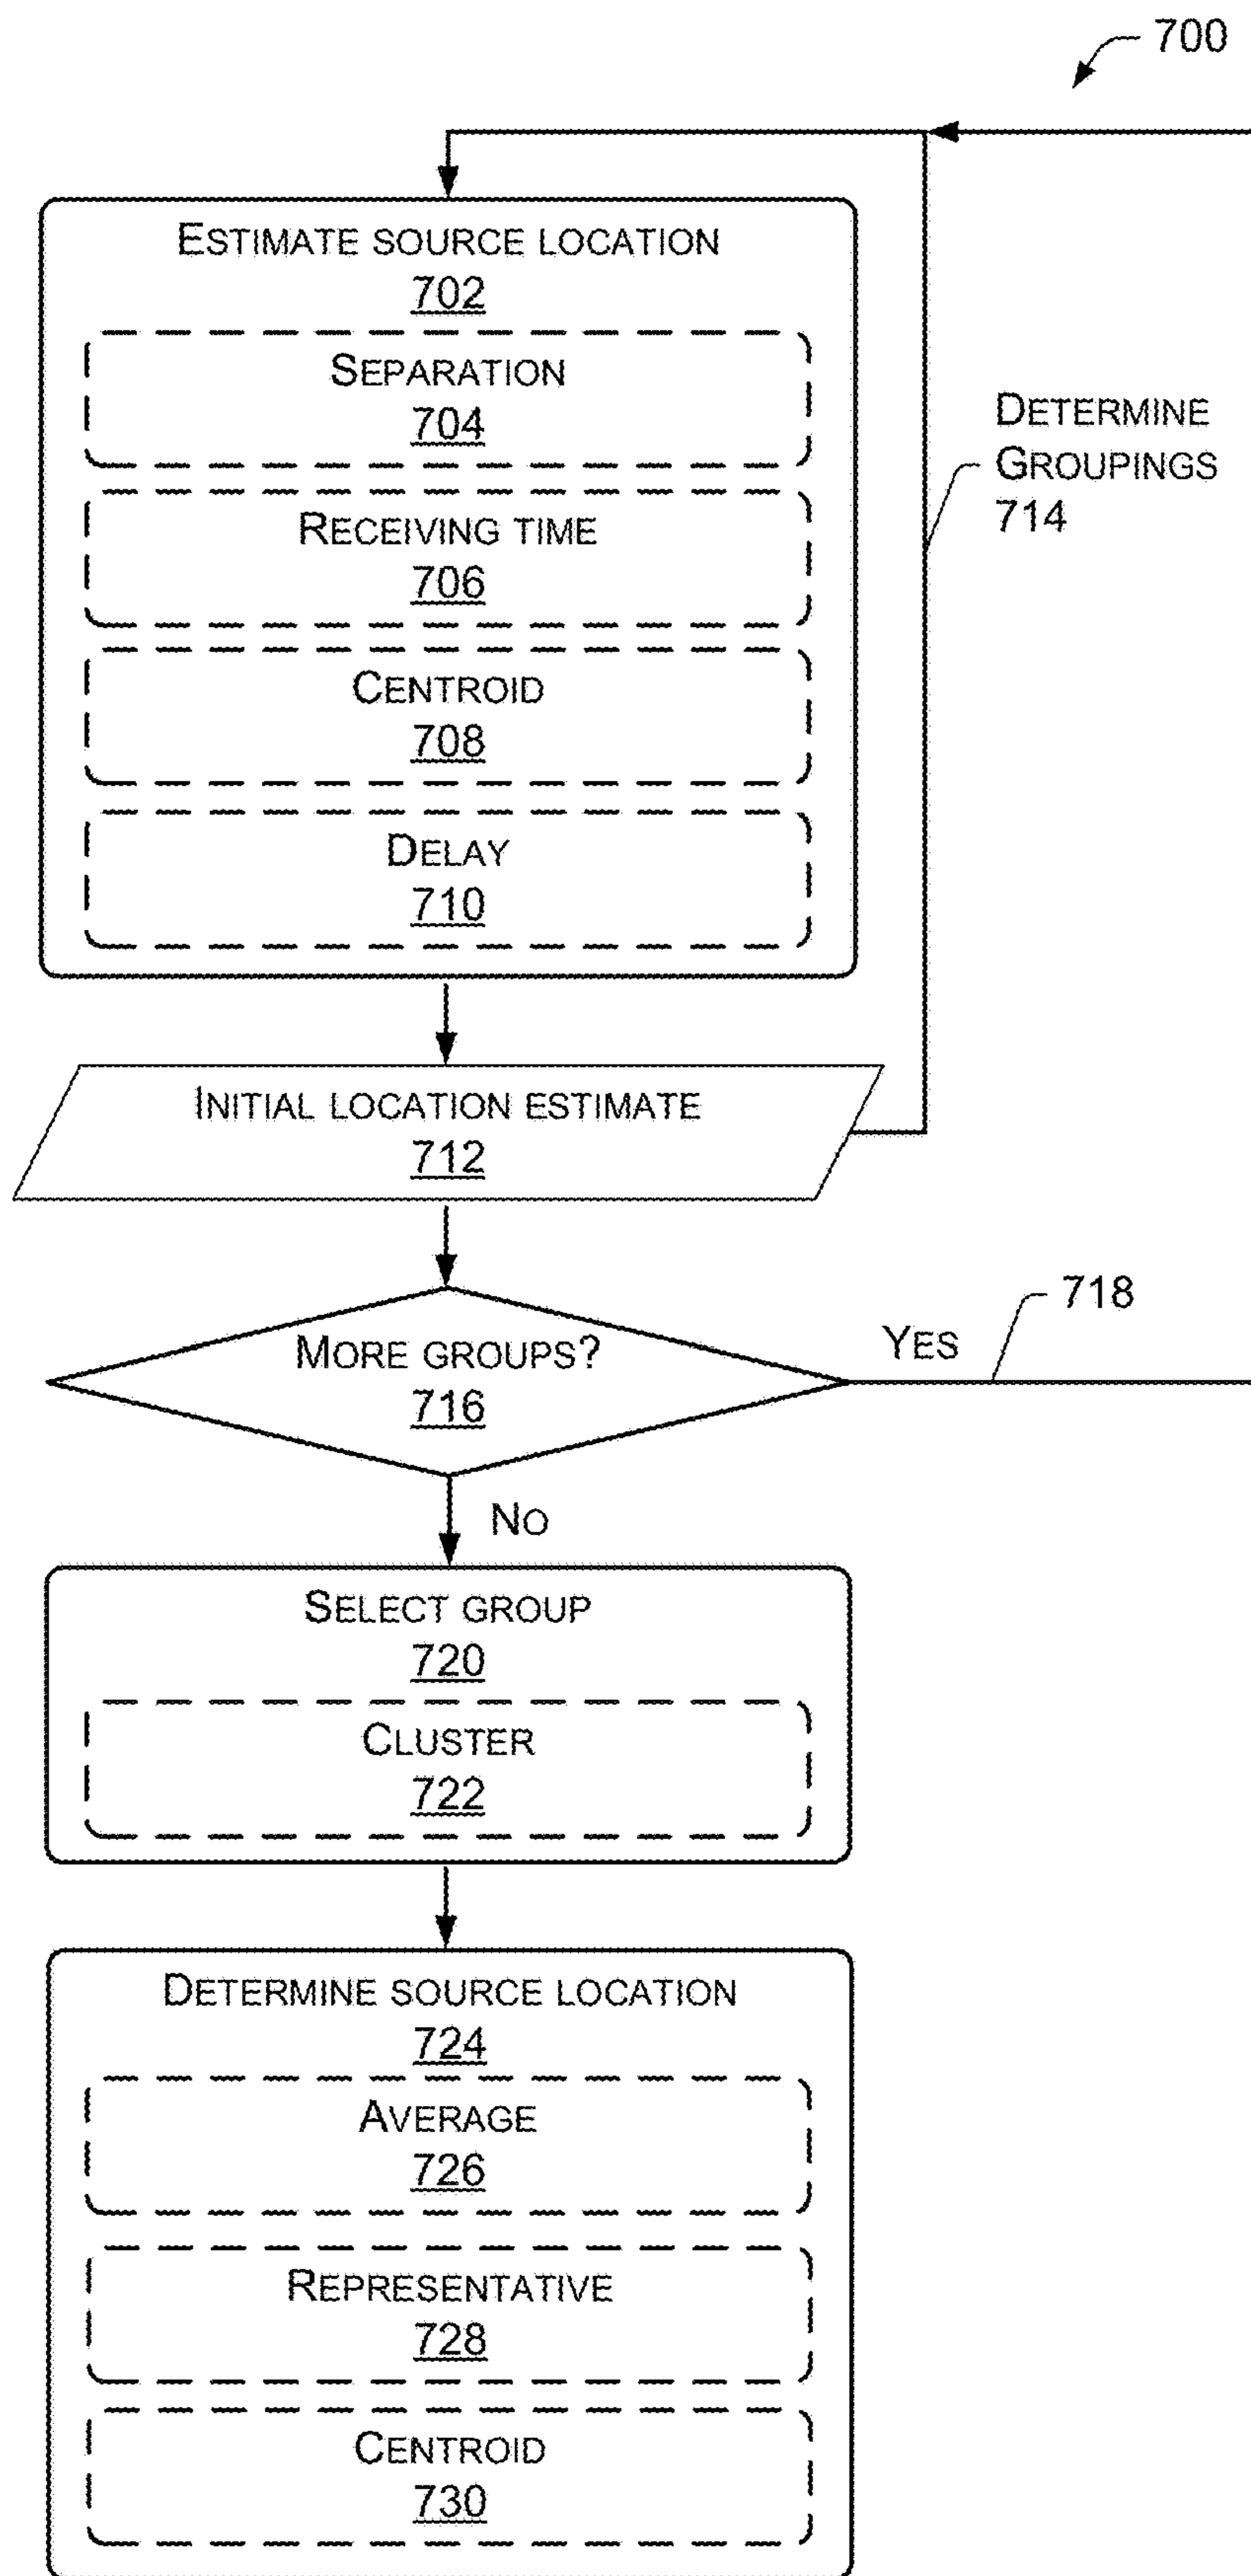 700
ESTIMATE SOURCE LOCATION
702
SEPARATION
704
RECEIVING TIME
706
CENTROID
708
DELAY
710
DETERMINE
GROUPINGS
714
INITIAL LOCATION ESTIMATE
712
718
MORE GROUPS?
716
YES
NO
SELECT GROUP
720
CLUSTER
722
DETERMINE SOURCE LOCATION
724
AVERAGE
726
REPRESENTATIVE
728
CENTROID
730